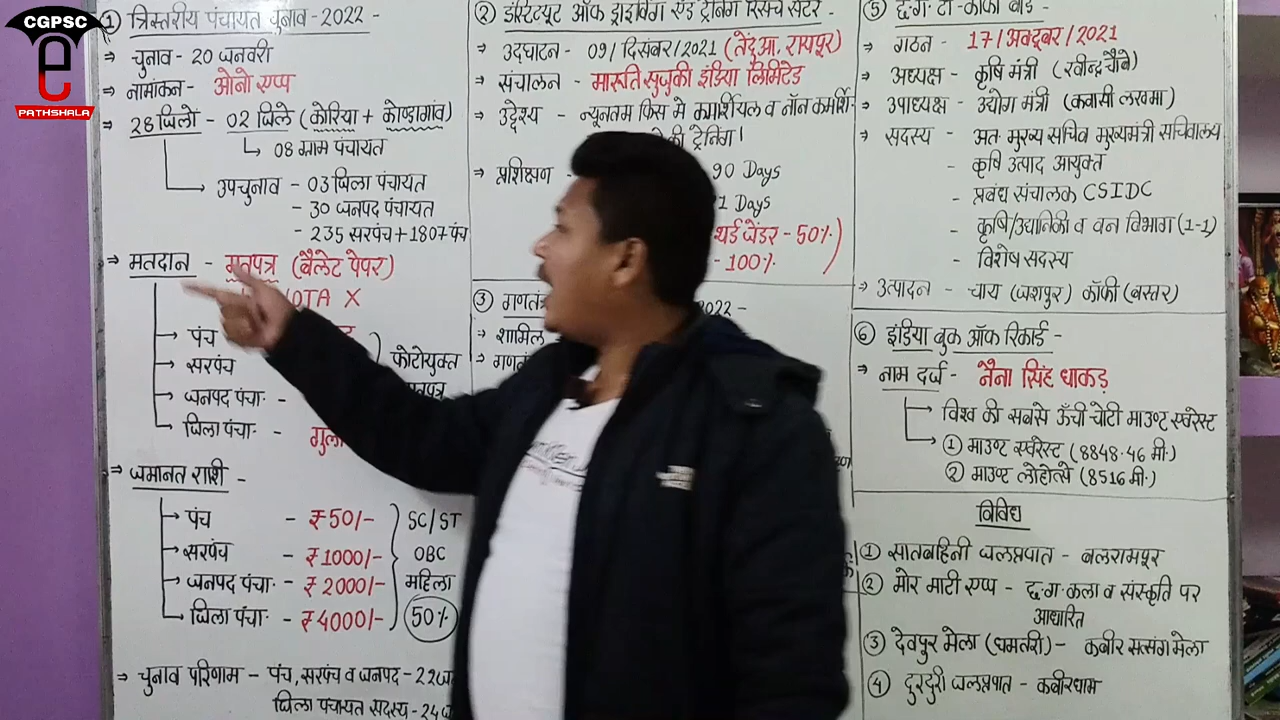 CGPSC
e
PATHSHALA
① त्रिस्तरीय पंचायत चुनाव-2022-
⇒ चुनाव - 20 जनवरी
⇒ नामांकन - ओनो एप्प
⇒ 28 जिलों - 02 जिले (कोरिया + कोण्डागांव)
↳ 08 ग्राम पंचायत
→ उपचुनाव - 03 जिला पंचायत
- 30 जनपद पंचायत
- 235 सरपंच + 1807 पंच
⇒ मतदान - मतपत्र (बैलेट पेपर)
X
→ पंच
→ सरपंच
→ जनपद पंचा· -
→ जिला पंचा· -
फोटोयुक्त
⇒ जमानत राशी -
→ पंच - ₹50/-
→ सरपंच - ₹1000/-
→ जनपद पंचा· - ₹2000/-
→ जिला पंचा· - ₹4000/-
SC/ST
OBC
महिला
50%
⇒ चुनाव परिणाम - पंच, सरपंच व जनपद - 22
जिला पंचायत सदस्य - 24
② इंस्टिट्यूट ऑफ ड्राइविंग एंड ट्रेनिंग रिसर्च सेंटर -
⇒ उदघाटन - 09/दिसंबर/2021 (तेंदुआ, रायपुर)
⇒ संचालन - मारुति सुजुकी इंडिया लिमिटेड
⇒ उद्देश्य - न्यूनतम फिस मे कमर्शियल व नॉन कमर्शि-
की ट्रेनिंग।
⇒ प्रशिक्षण -
90 Days
1 Days
थर्ड जेंडर - 50%
- 100%
③ गणतंत्र 2022 -
⇒ शामिल
⇒
⑤ छ·ग· टी-कॉफी बोर्ड -
⇒ गठन - 17/अक्टूबर/2021
⇒ अध्यक्ष - कृषि मंत्री (रवीन्द्र चौबे)
⇒ उपाध्यक्ष - उद्योग मंत्री (कवासी लखमा)
⇒ सदस्य - अत· मुख्य सचिव मुख्यमंत्री सचिवालय
- कृषि उत्पाद आयुक्त
- प्रबंध संचालक CSIDC
- कृषि/उद्यानिकी व वन विभाग (1-1)
- विशेष सदस्य
⇒ उत्पादन - चाय (जशपुर) कॉफी (बस्तर)
⑥ इंडिया बुक ऑफ रिकार्ड -
⇒ नाम दर्ज - नैना सिंह धाकड़
→ विश्व की सबसे ऊँची चोटी माउण्ट एवरेस्ट
→ ① माउण्ट एवरेस्ट (8848·46 मी·)
② माउण्ट लोहोत्से (8516 मी·)
विविध
① सातबहिनी जलप्रपात - बलरामपुर
② मोर माटी एप्प - छ·ग· कला व संस्कृति पर
आधारित
③ देवपुर मेला (धमतरी) - कबीर सत्संग मेला
④ दुरदुरी जलप्रपात - कबीरधाम